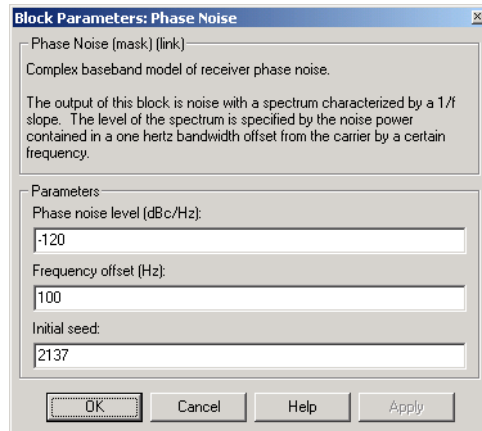 Block Parameters: Phase Noise
Phase Noise (mask) (link)
Complex baseband model of receiver phase noise.
The output of this block is noise with a spectrum characterized by a 1/f
slope. The level of the spectrum is specified by the noise power
contained in a one hertz bandwidth offset from the carrier by a certain
frequency.
Parameters
Phase noise level (dBc/Hz):
-120
Frequency offset (Hz):
100
Initial seed:
2137
OK Cancel Help Apply